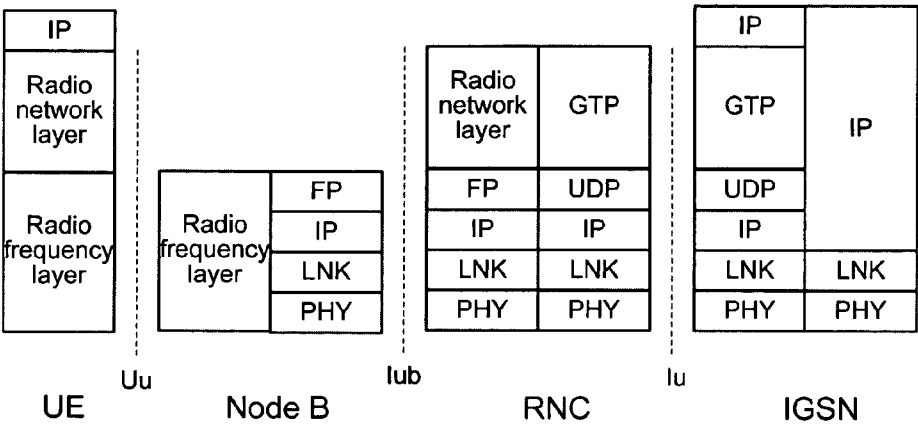 IP
Radio
network
layer
Radio
frequency
layer
Uu
UE
Radio
frequency
layer
FP
IP
LNK
PHY
Iub
Node B
Radio
network
layer
GTP
FP
UDP
IP
IP
LNK
LNK
PHY
PHY
Iu
RNC
IP
GTP
IP
UDP
IP
LNK
LNK
PHY
PHY
IGSN